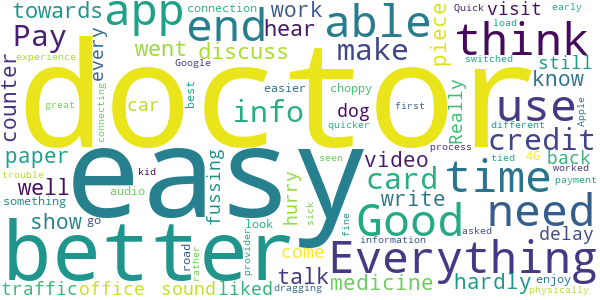 towards
app
end
able
work
connection
Quick
visit
early
load
Pay
went
discuss
hear
piece
think
switched
still
counter
every
Google
make
experience
doctor
easier
choppy
best
know
great
connecting
car
info
dog
quicker
first
Really
use
different
Apple
credit
process
paper
easy
seen
video
tied
4G
back
worked
trouble
well
kid
fussing
hurry
card
time
payment
something
audio
sick
write
need
show
go
better
look
Good
fine
information
asked
delay
road
rather
provider
come
Everything
traffic
office
sound
liked
talk
dragging
medicine
hardly
enjoy
physically